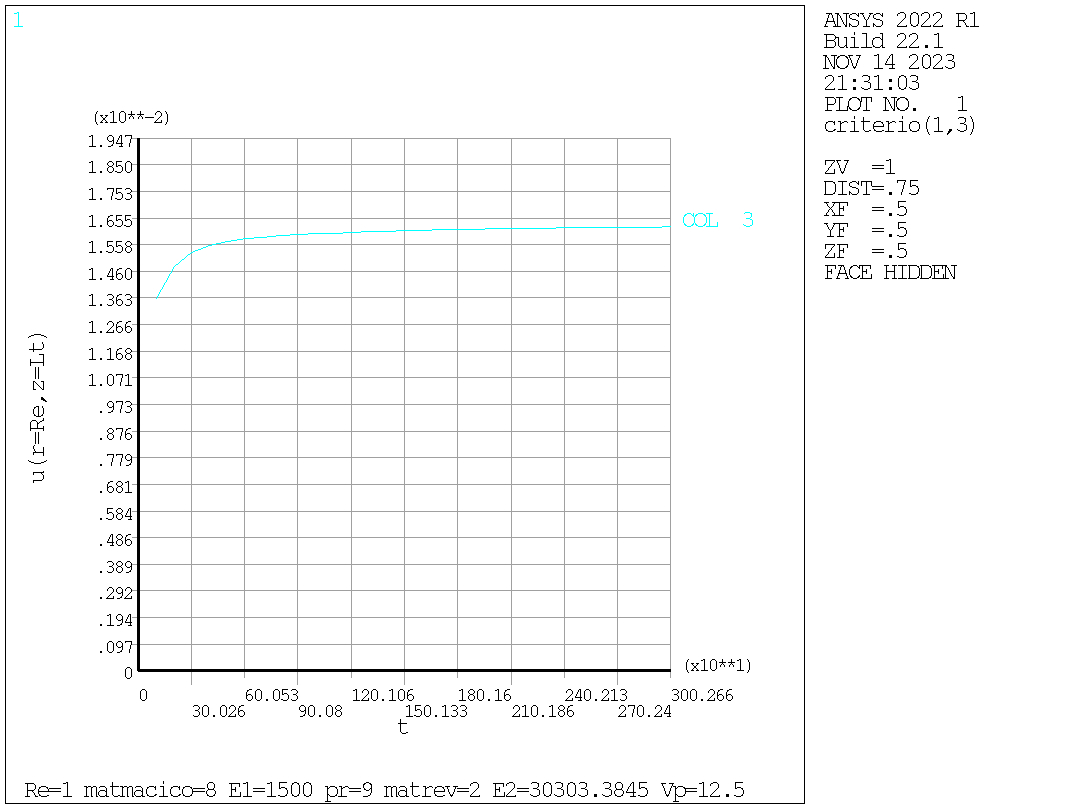 1
ANSYS 2022 R1
Build 22.1
NOV 14 2023
21:31:03
PLOT NO.   1
criterio(1,3)
ZV  =1
DIST=.75
XF  =.5
YF  =.5
ZF  =.5
FACE HIDDEN
(x10**-2)
1.947
1.850
1.753
1.655
1.558
1.460
1.363
1.266
1.168
1.071
.973
.876
.779
.681
.584
.486
.389
.292
.194
.097
0
u(r=Re,z=Lt)
COL  3
(x10**1)
0
30.026
60.053
90.08
120.106
150.133
180.16
210.186
240.213
270.24
300.266
t
Re=1 matmacico=8 E1=1500 pr=9 matrev=2 E2=30303.3845 Vp=12.5